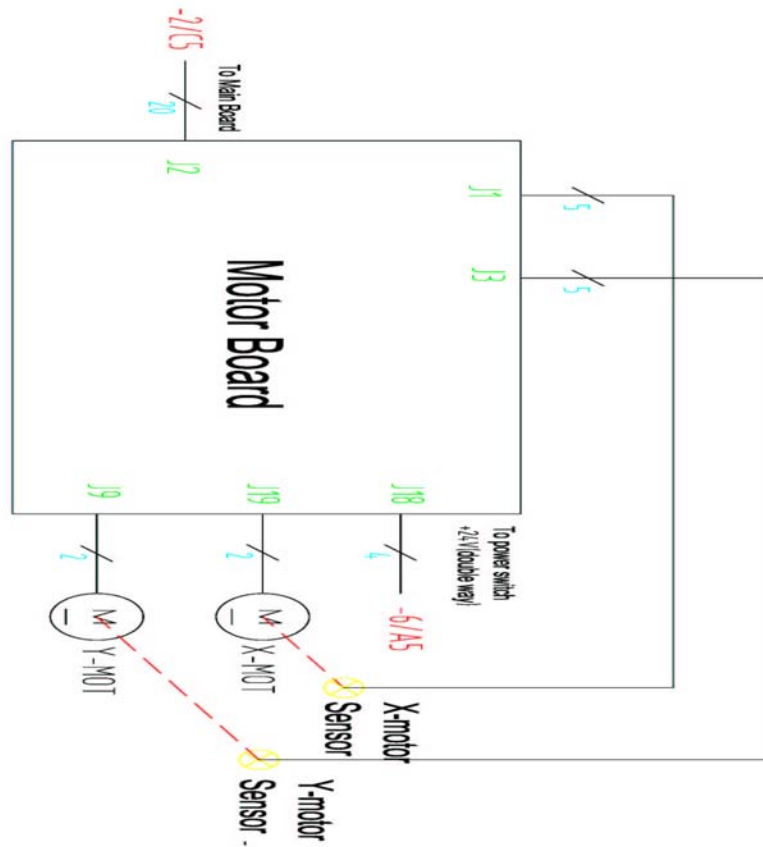 -2/C5
To Main Board
20
J2
J1
5
J3
5
Motor Board
J9
J19
J18
2
2
4
To power switch
+24V(double way)
-6/A5
M
Y-MOT
M
X-MOT
X-motor
Sensor
Y-motor
Sensor -